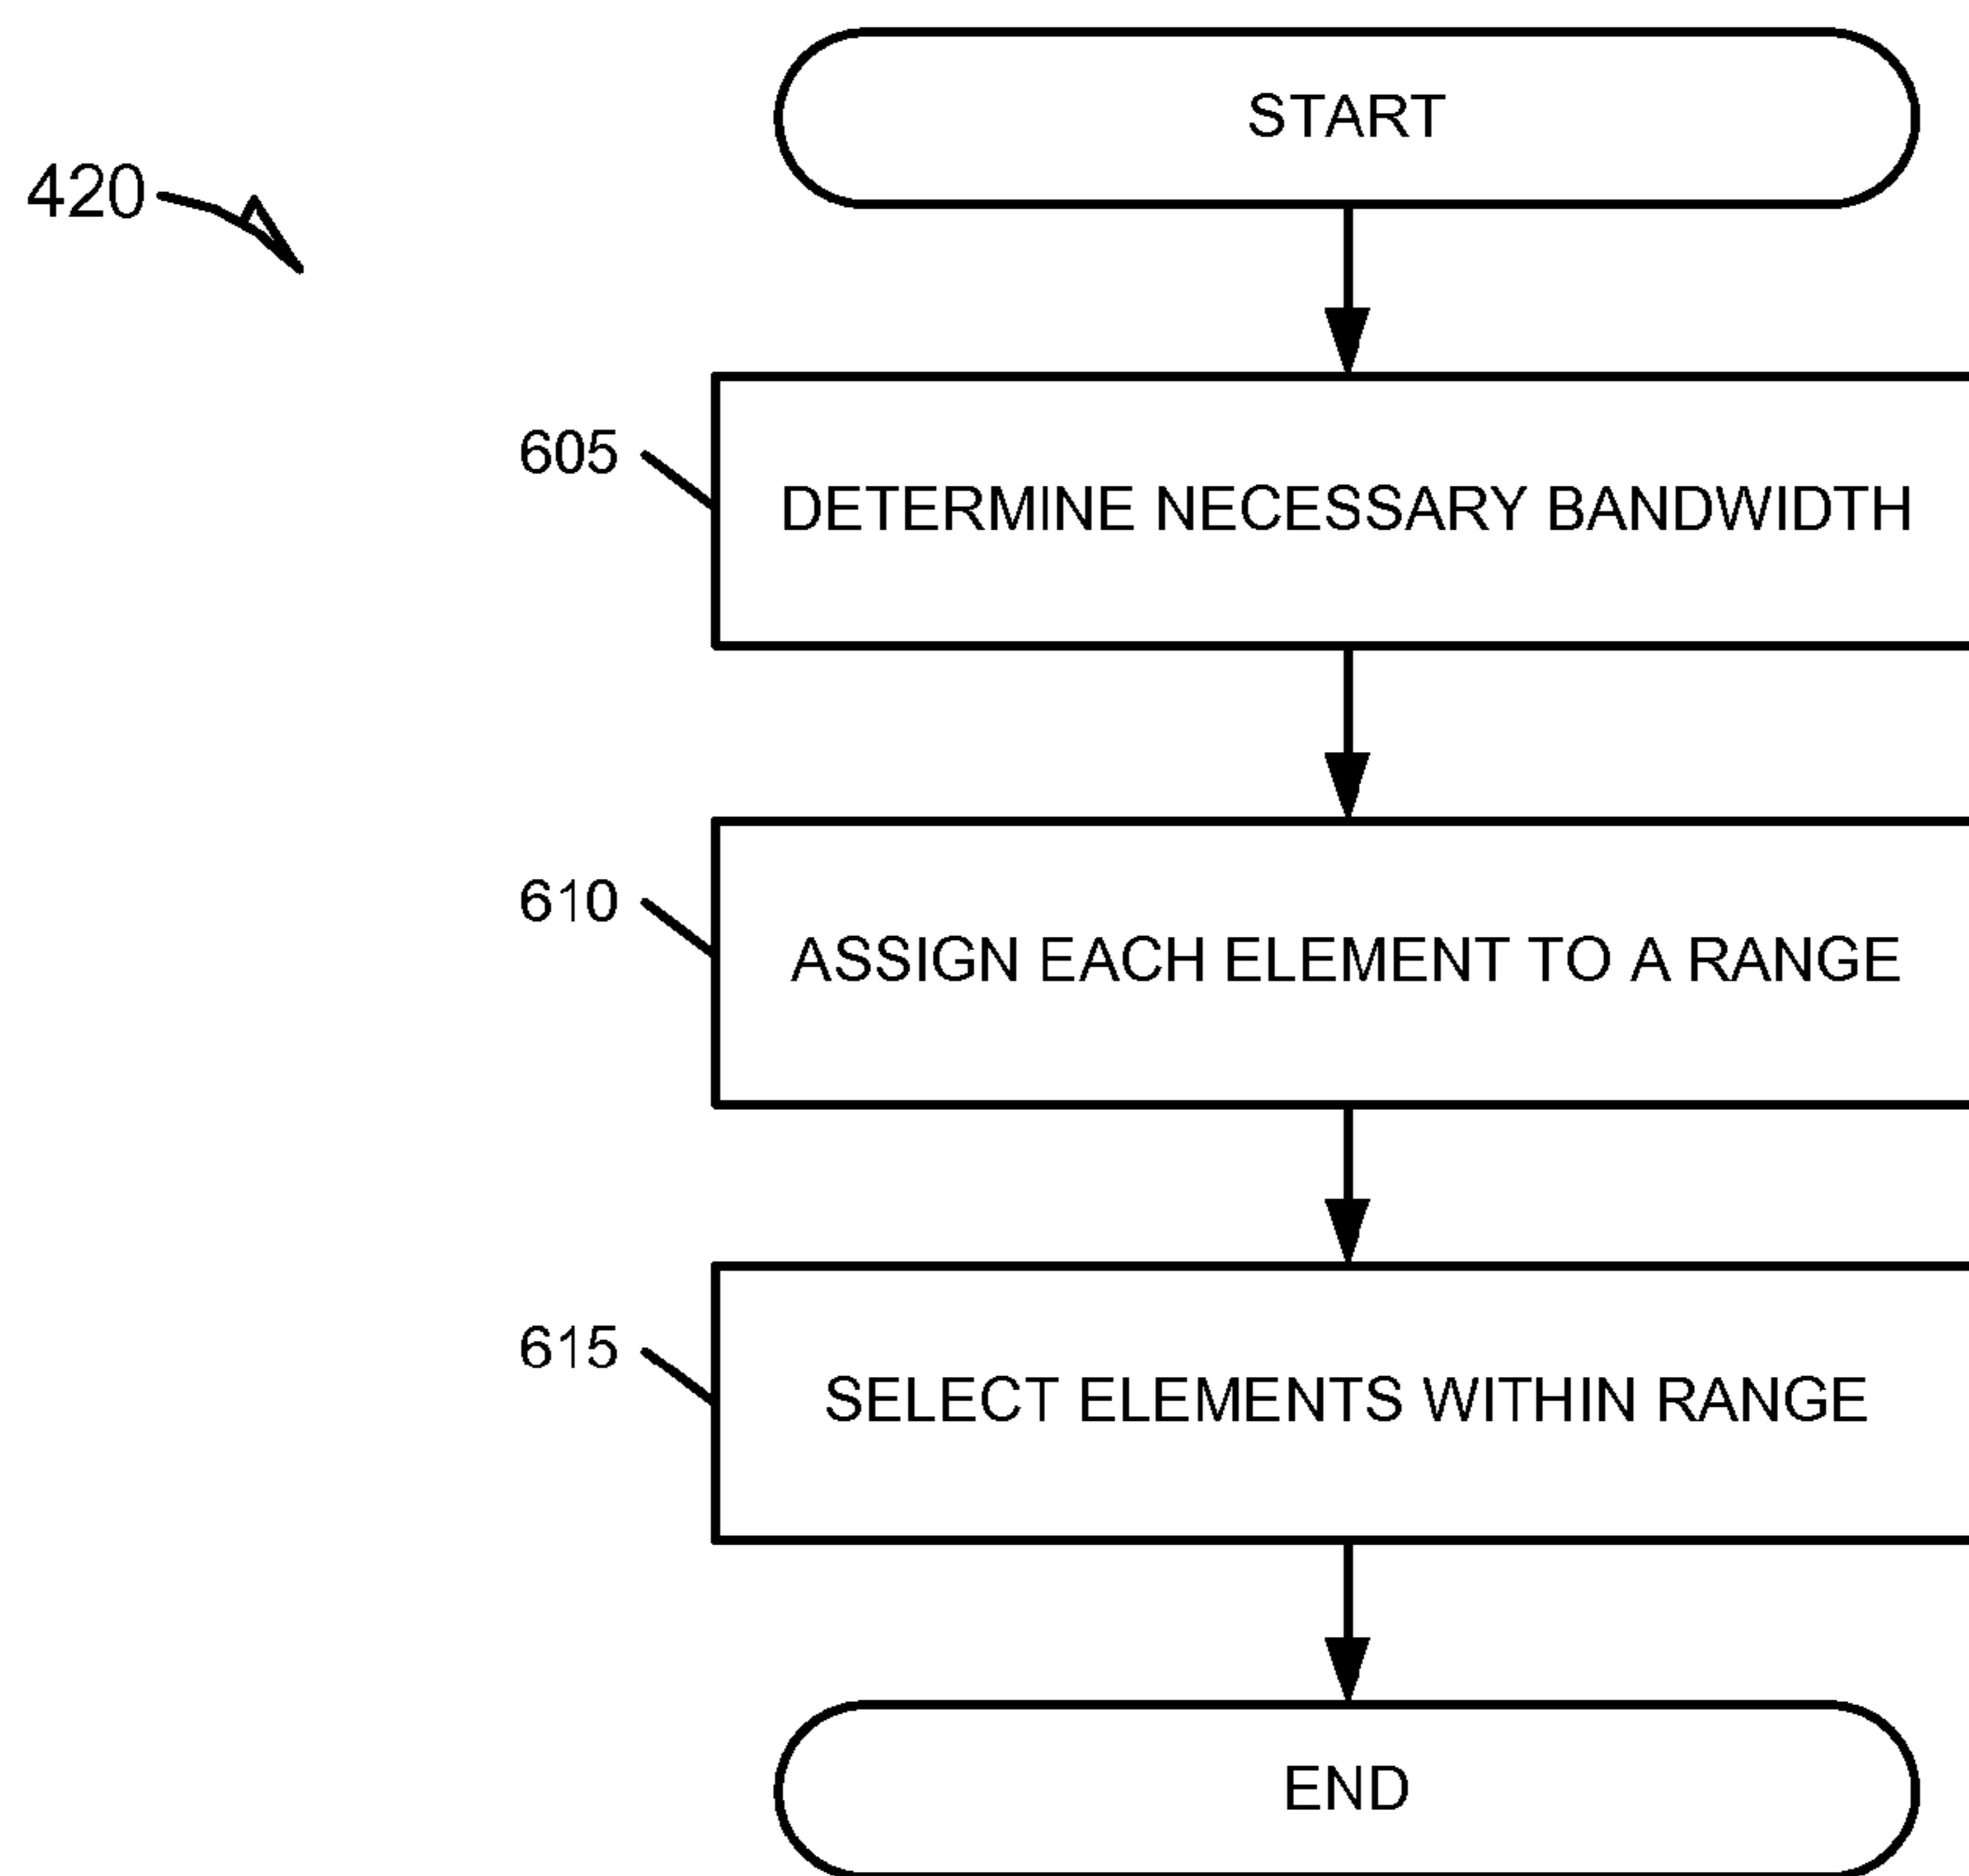 START
420
605
DETERMINE NECESSARY BANDWIDTH
610
ASSIGN EACH ELEMENT TO A RANGE
615
SELECT ELEMENTS WITHIN RANGE
END